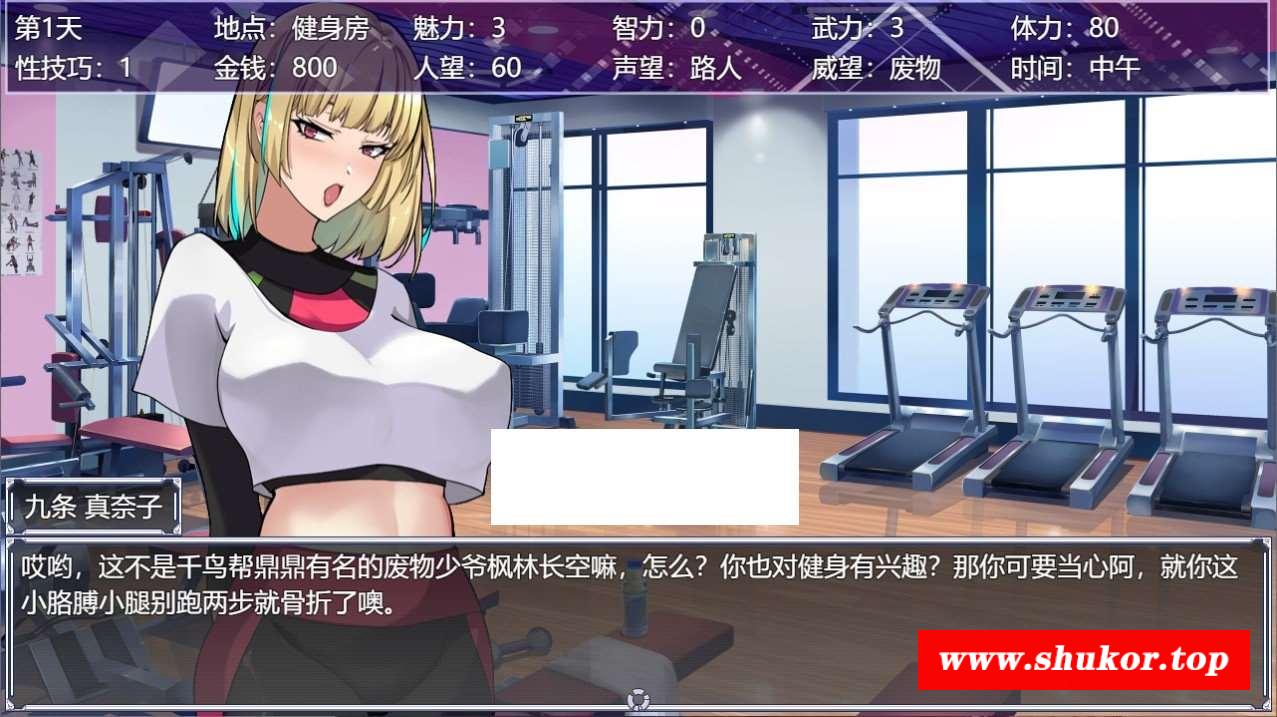 第1天 地点：健身房 魅力：3 智力：0 武力：3 体力：80
性技巧：1 金钱：800 人望：60 声望：路人 威望：废物 时间：中午
九条 真奈子
哎哟，这不是千鸟帮鼎鼎有名的废物少爷枫林长空嘛，怎么？你也对健身有兴趣？那你可要当心阿，就你这
小胳膊小腿别跑两步就骨折了噢。
www.shukor.top